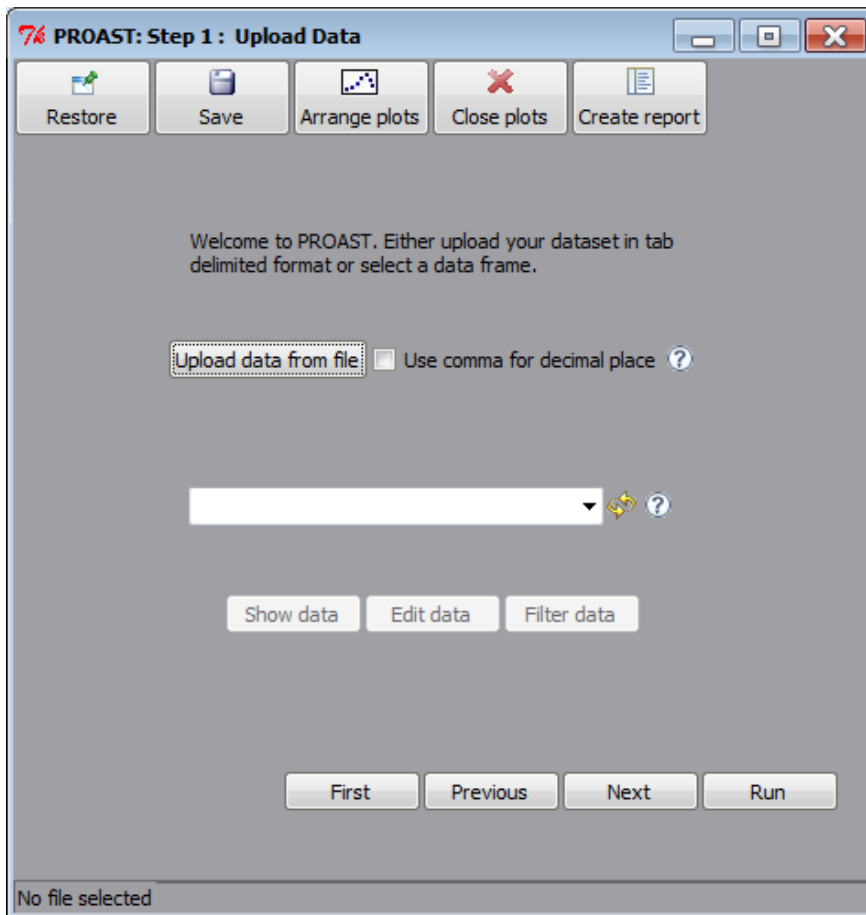 PROAST: Step 1 : Upload Data
Restore
Save
Arrange plots
Close plots
Create report
Welcome to PROAST. Either upload your dataset in tab
delimited format or select a data frame.
Upload data from file
Use comma for decimal place
Show data
Edit data
Filter data
First
Previous
Next
Run
No file selected